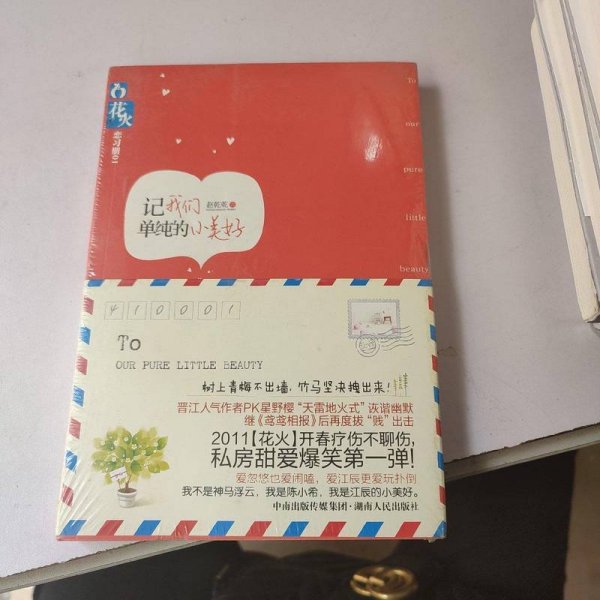 花火
恋习册01
To
our
pure
little
beauty
记我们
单纯的小美好
赵乾乾
410001
To
OUR PURE LITTLE BEAUTY
树上青梅不出墙,竹马坚决拽出来!
晋江人气作者PK星野樱“天雷地火式”诙谐幽默
继《鸢鸢相报》后再度拔“贱”出击
2011【花火】开春疗伤不聊伤,
私房甜爱爆笑第一弹!
爱忽悠也爱闹嗑,爱江辰更爱玩扑倒
我不是神马浮云,我是陈小希,我是江辰的小美好。
中南出版传媒集团·湖南人民出版社